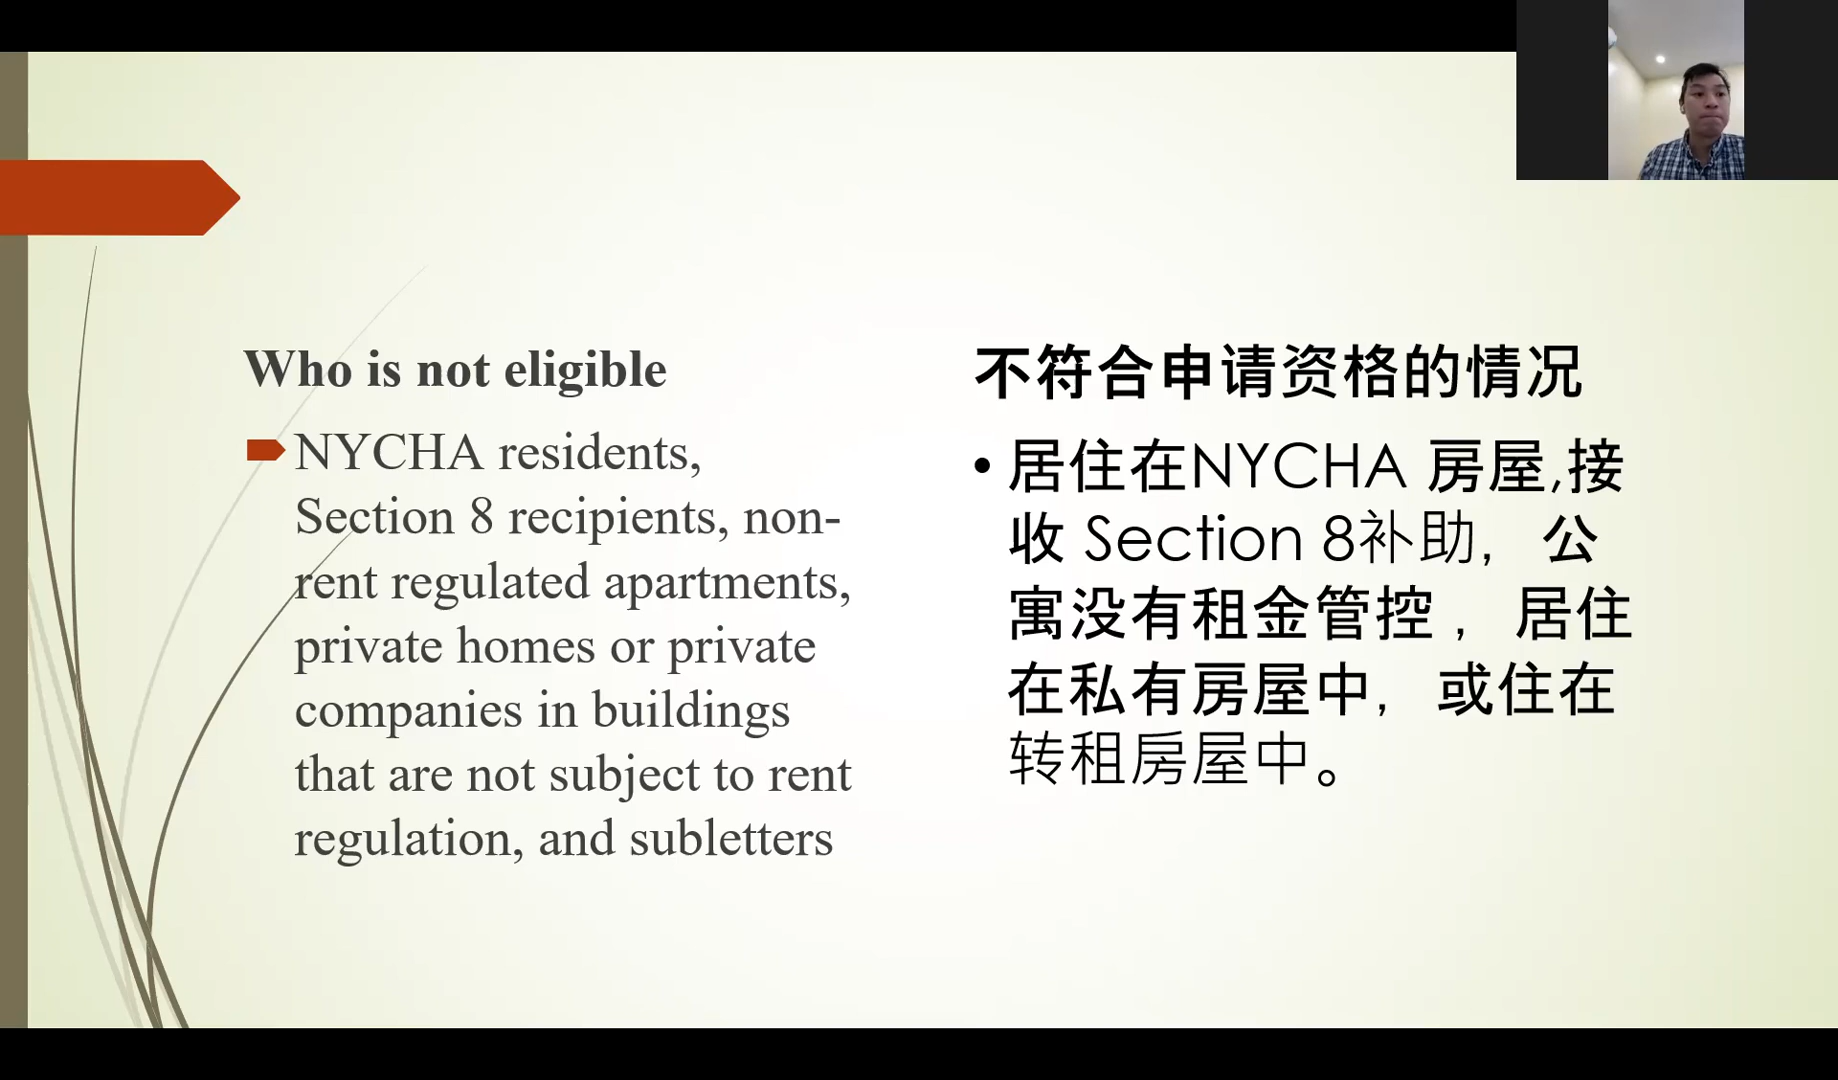 Who is not eligible
NYCHA residents,
Section 8 recipients, non-
rent regulated apartments,
private homes or private
companies in buildings
that are not subject to rent
regulation, and subletters
不符合申请资格的情况
• 居住在NYCHA 房屋,接
收 Section 8补助， 公
寓没有租金管控 ， 居住
在私有房屋中， 或住在
转租房屋中。